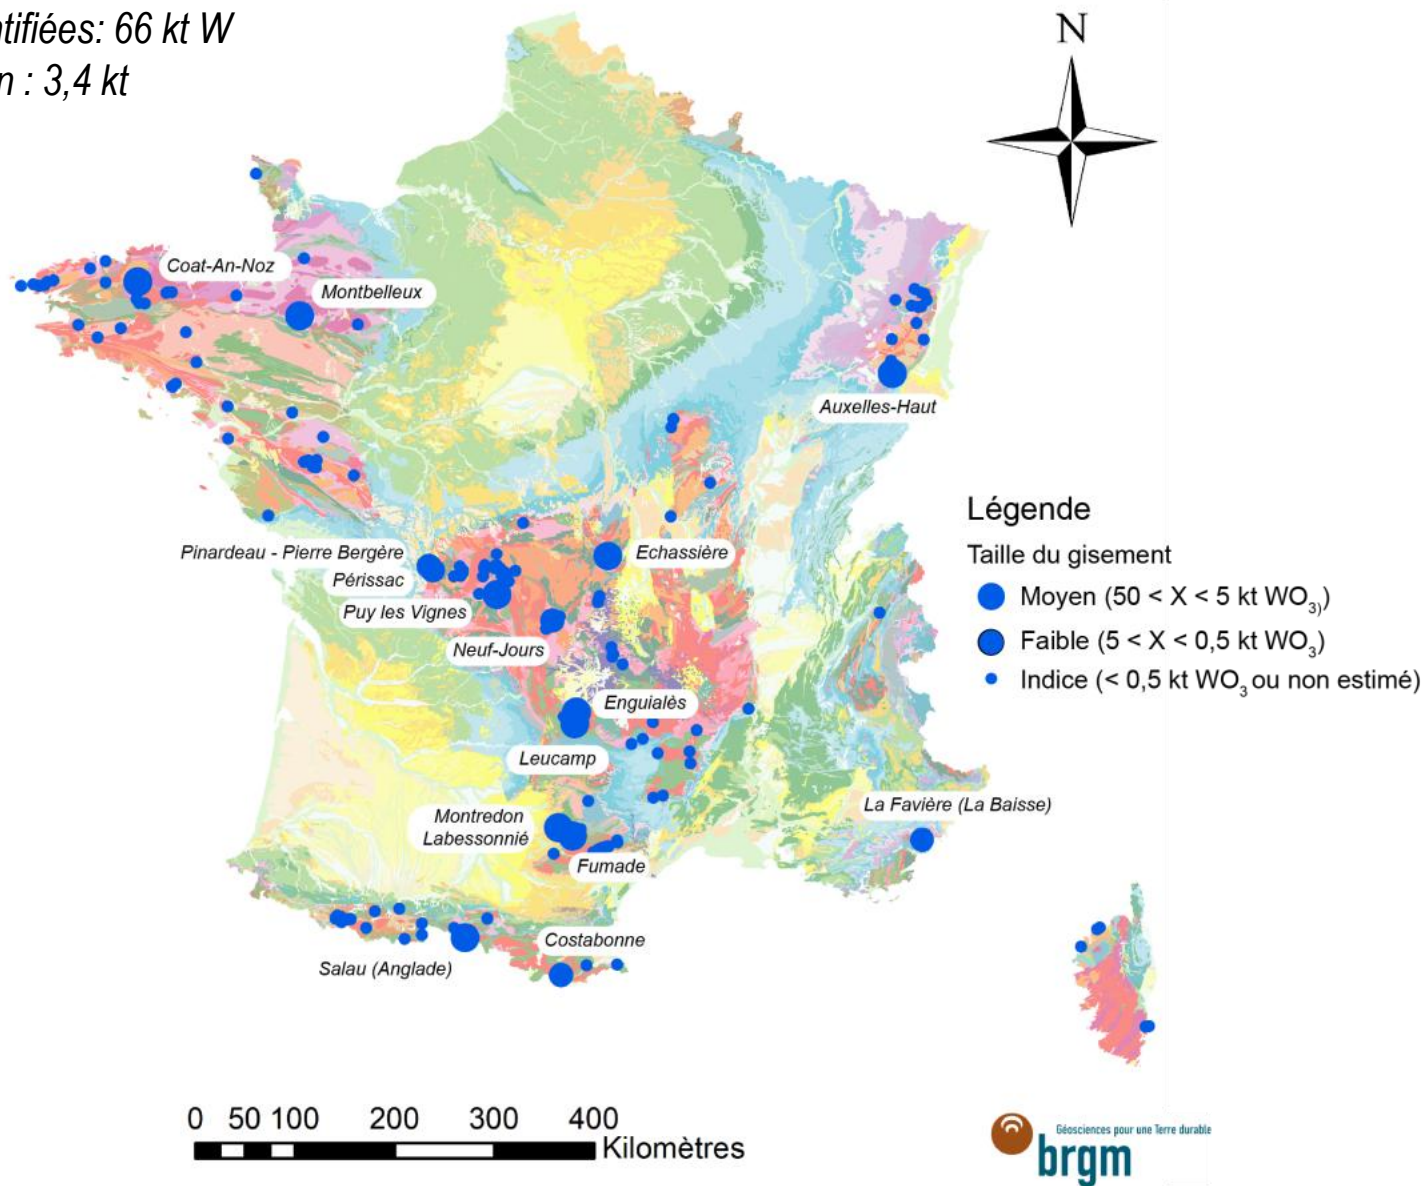 ntifiées: 66 kt W
n : 3,4 kt
N
Coat-An-Noz
Montbelleux
Auxelles-Haut
Pinardeau - Pierre Bergère
Echassière
Périssac
Puy les Vignes
Neuf-Jours
Enguialès
Leucamp
Montredon
Labessonnié
Fumade
La Favière (La Baisse)
Costabonne
Salau (Anglade)
Légende
Taille du gisement
Moyen (50 < X < 5 kt WO3))
Faible (5 < X < 0,5 kt WO3)
Indice (< 0,5 kt WO3 ou non estimé)
0 50 100 200 300 400
Kilomètres
Géosciences pour une Terre durable
brgm